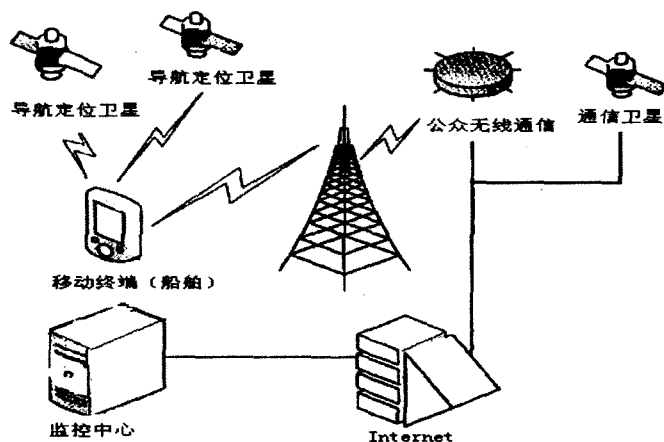 导航定位卫星
导航定位卫星
公众无线通信
通信卫星
移动终端（船舶）
监控中心
Internet